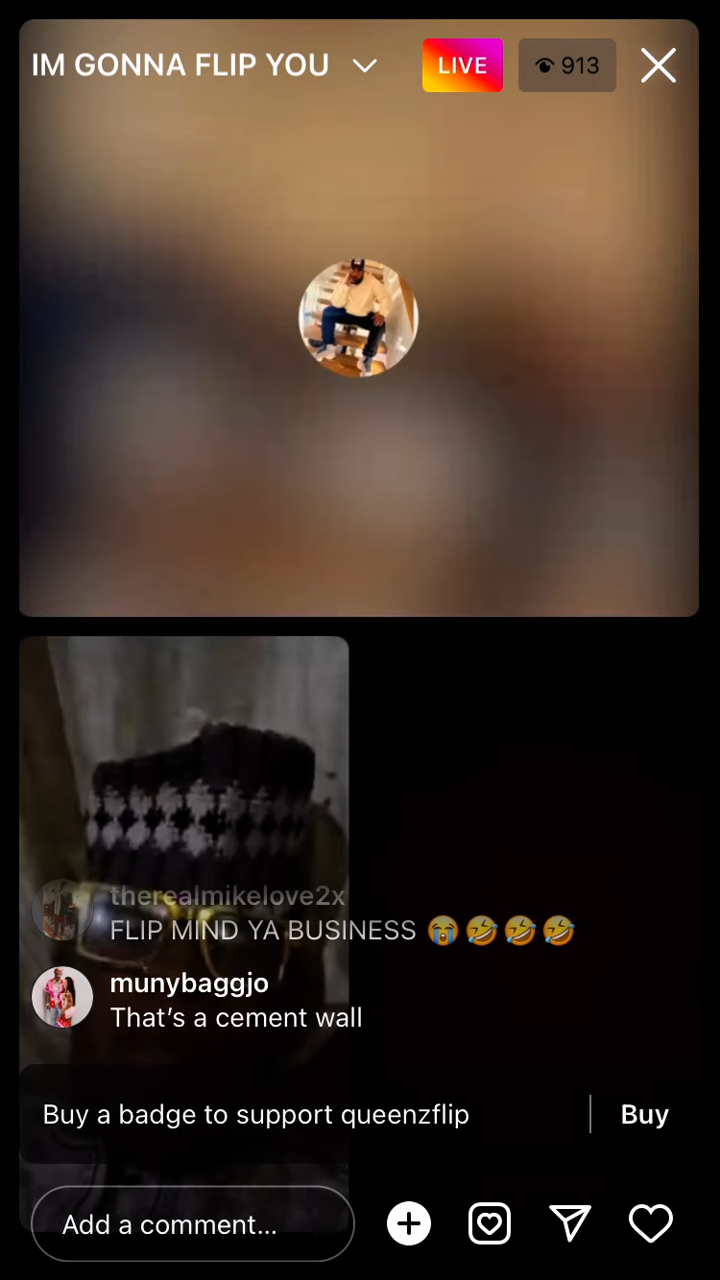 IM GONNA FLIP YOU
LIVE
913
therealmikelove2x
FLIP MIND YA BUSINESS 😭🤣🤣🤣
munybaggjo
That’s a cement wall
Buy a badge to support queenzflip
Buy
Add a comment...